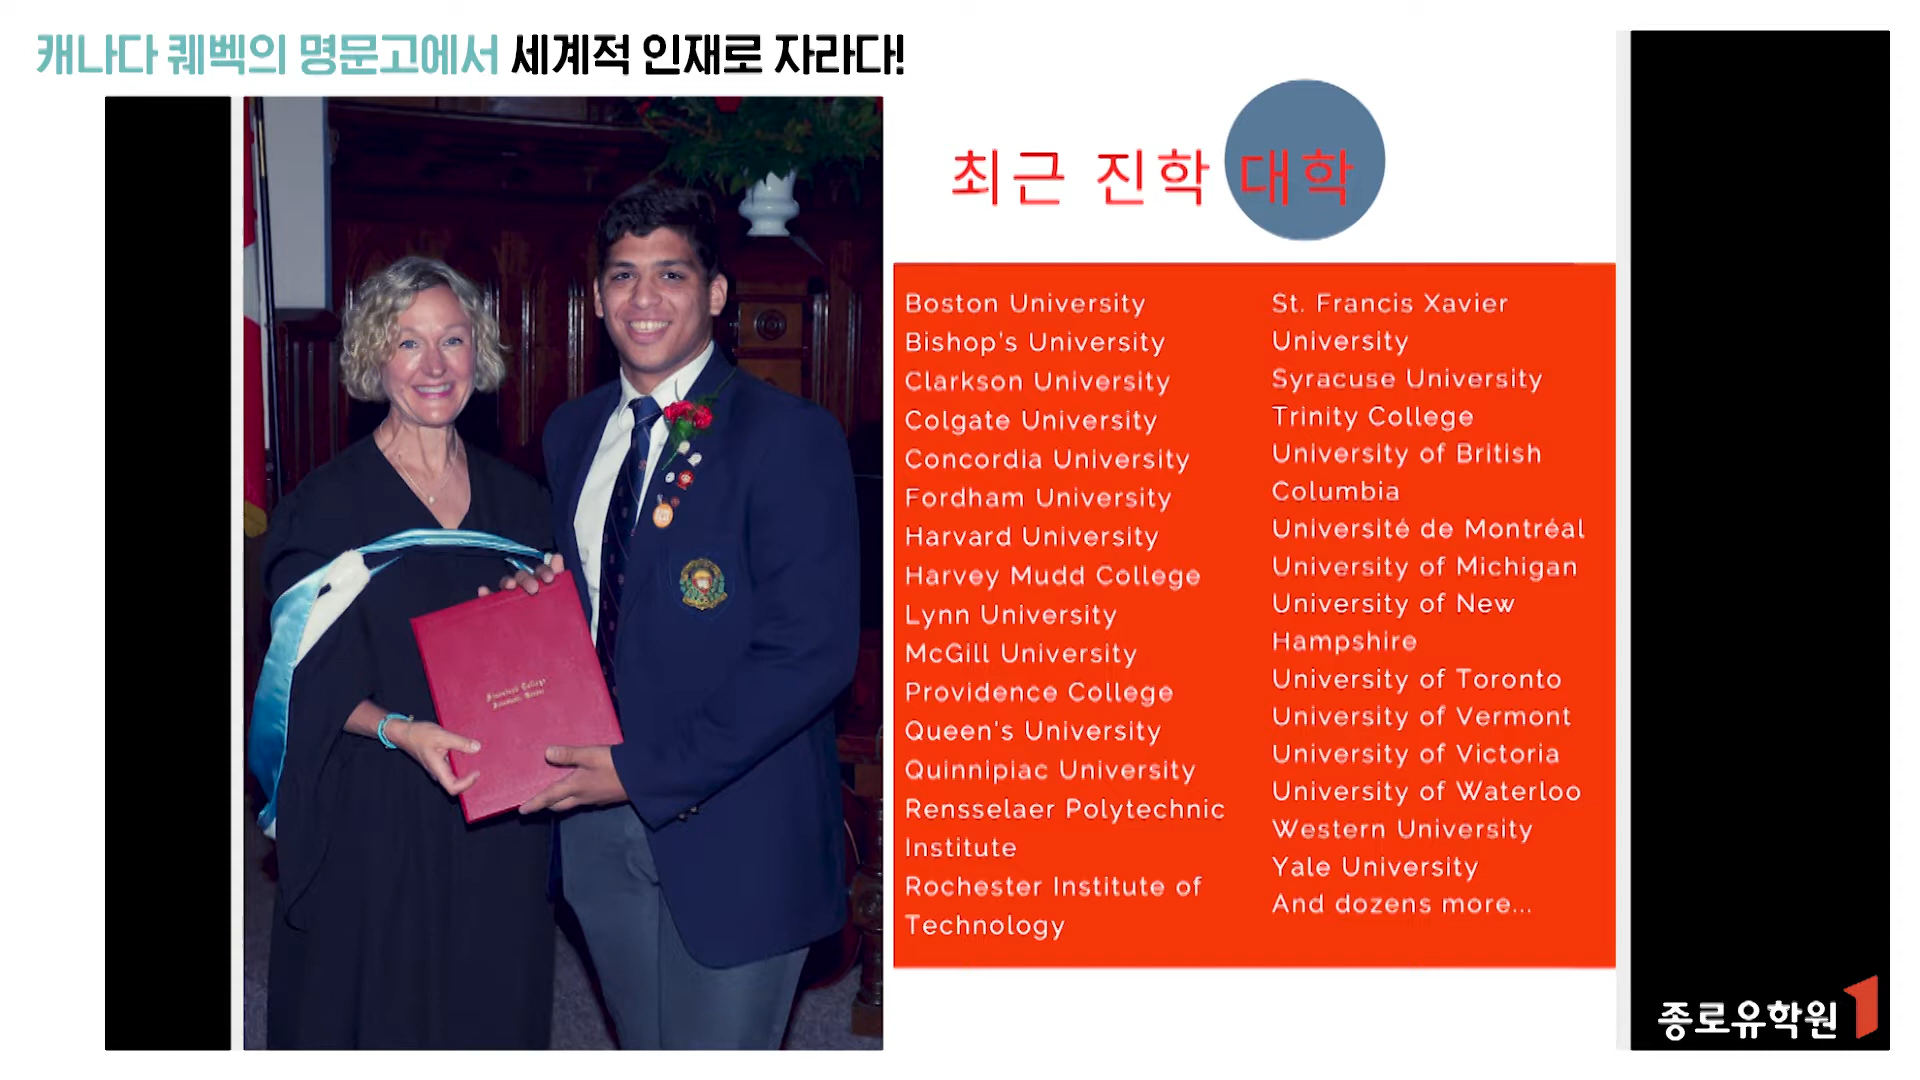 캐나다 퀘벡의 명문고에서 세계적 인재로 자라다!
최근 진학 대학
Boston University
Bishop's University
Clarkson University
Colgate University
Concordia University
Fordham University
Harvard University
Harvey Mudd College
Lynn University
McGill University
Providence College
Queen's University
Quinnipiac University
Rensselaer Polytechnic
Institute
Rochester Institute of
Technology
St. Francis Xavier
University
Syracuse University
Trinity College
University of British
Columbia
Université de Montréal
University of Michigan
University of New
Hampshire
University of Toronto
University of Vermont
University of Victoria
University of Waterloo
Western University
Yale University
And dozens more...
Stanstead College
종로유학원